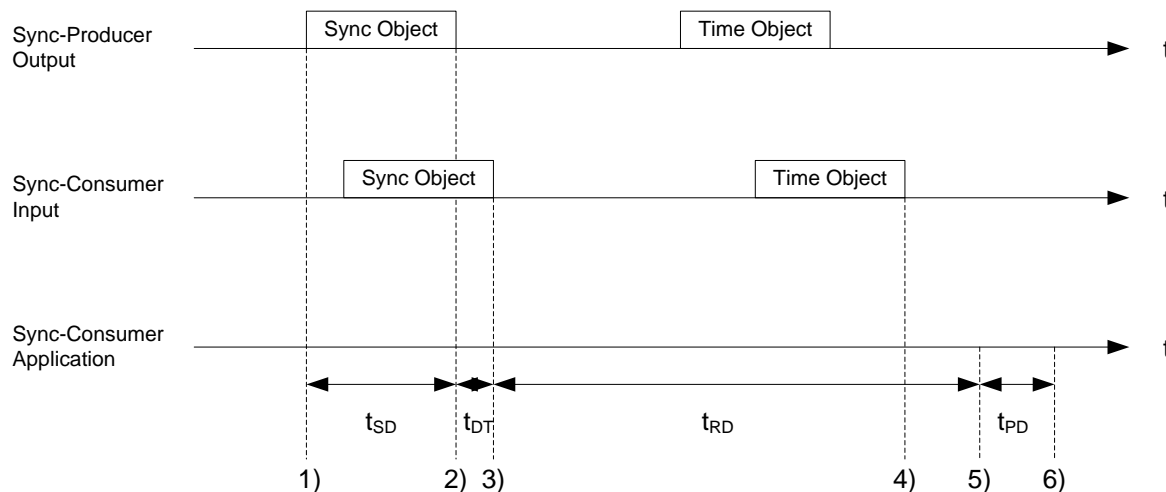 Sync-Producer
Output
Sync Object
Time Object
t
Sync-Consumer
Input
Sync Object
Time Object
t
Sync-Consumer
Application
t
tSD
tDT
tRD
tPD
1)
2)
3)
4)
5)
6)